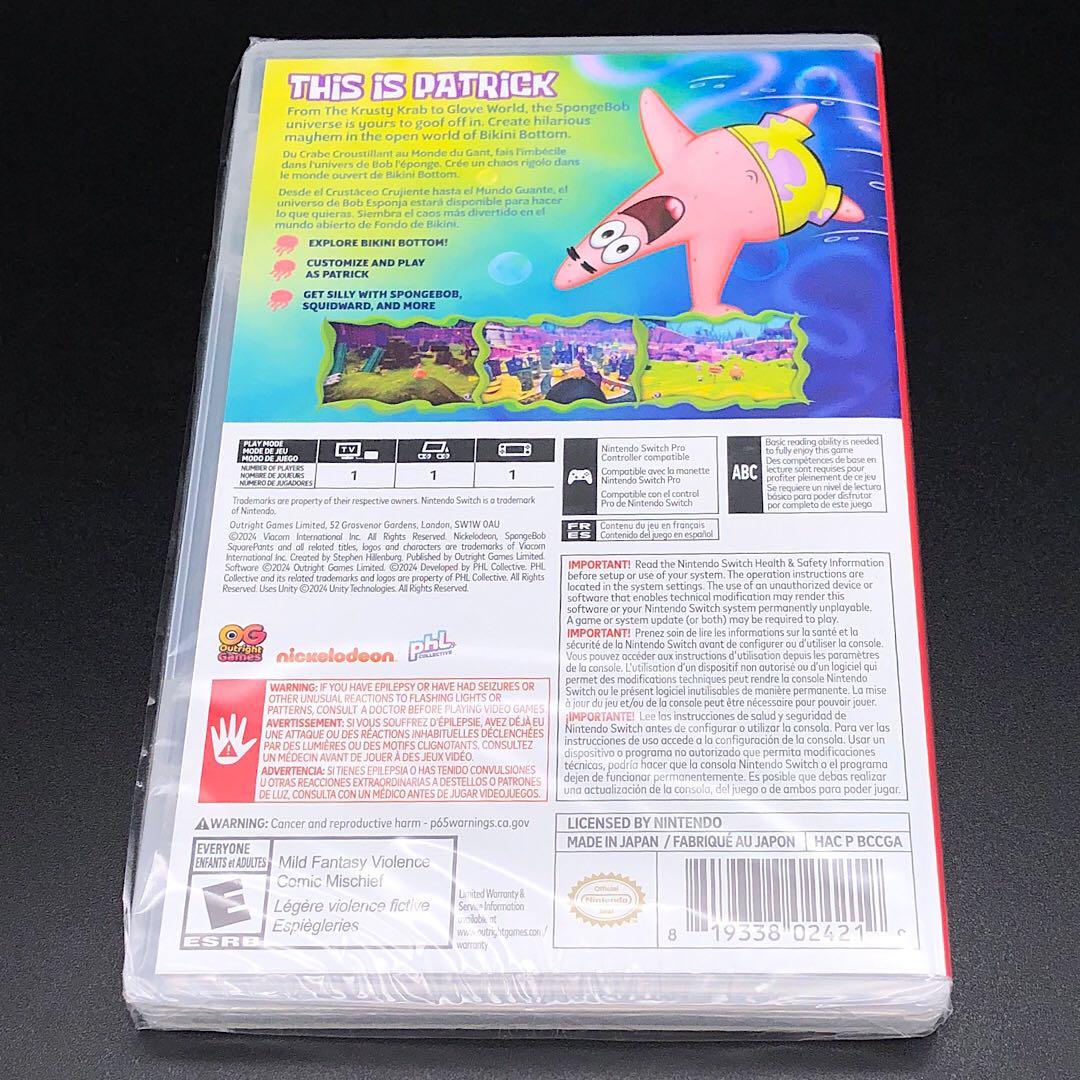 THIS IS PATRICK
From The Krusty Krab to Glove World, the SpongeBob
universe is yours to goof off in. Create hilarious
mayhem in the open world of Bikini Bottom.
Du Crabe Croustillant au Monde du Gant, fais l'imbécile
dans l'univers de Bob l'éponge. Crée un chaos rigolo dans
le monde ouvert de Bikini Bottom.
Desde el Crustáceo Crujiente hasta el Mundo Guante, el
universo de Bob Esponja estará disponible para hacer
lo que quieras. Siembra el caos más divertido en el
mundo abierto de Fondo de Bikini.
EXPLORE BIKINI BOTTOM!
CUSTOMIZE AND PLAY
AS PATRICK
GET SILLY WITH SPONGEBOB,
SQUIDWARD, AND MORE
PLAY MODE
MODE DE JEU
MODO DE JUEGO
TV
NUMBER OF PLAYERS
NOMBRE DE JOUEURS
NÚMERO DE JUGADORES
1 1 1
Nintendo Switch Pro
Controller compatible
Compatible avec la manette
Nintendo Switch Pro
Compatible con el control
Pro de Nintendo Switch
ABC
Basic reading ability is needed
to fully enjoy this game
Des compétences de base en
lecture sont requises pour
profiter pleinement de ce jeu
Se requiere un nivel de lectura
básico para poder disfrutar
por completo de este juego
FR Contenu du jeu en français
ES Contenido del juego en español
Trademarks are property of their respective owners. Nintendo Switch is a trademark
of Nintendo.
Outright Games Limited, 52 Grosvenor Gardens, London, SW1W 0AU
©2024 Viacom International Inc. All Rights Reserved. Nickelodeon, SpongeBob
SquarePants and all related titles, logos and characters are trademarks of Viacom
International Inc. Created by Stephen Hillenburg. Published by Outright Games Limited.
Software ©2024 Outright Games Limited. ©2024 Developed by PHL Collective. PHL
Collective and its related trademarks and logos are property of PHL Collective. All Rights
Reserved. Uses Unity ©2024 Unity Technologies. All Rights Reserved.
OG
Outright
Games
nickelodeon
PHL
COLLECTIVE
IMPORTANT! Read the Nintendo Switch Health & Safety Information
before setup or use of your system. The operation instructions are
located in the system settings. The use of an unauthorized device or
software that enables technical modification may render this
software or your Nintendo Switch system permanently unplayable.
A game or system update (or both) may be required to play.
IMPORTANT! Prenez soin de lire les informations sur la santé et la
sécurité de la Nintendo Switch avant de configurer ou d'utiliser la console.
Vous pouvez accéder aux instructions d'utilisation depuis les paramètres
de la console. L'utilisation d'un dispositif non autorisé ou d'un logiciel qui
permet des modifications techniques peut rendre la console Nintendo
Switch ou le présent logiciel inutilisables de manière permanente. La mise
à jour du jeu et/ou de la console peut être nécessaire pour pouvoir jouer.
¡IMPORTANTE! Lee las instrucciones de salud y seguridad de
Nintendo Switch antes de configurar o utilizar la consola. Para ver las
instrucciones de uso accede a la configuración de la consola. Usar un
dispositivo o programa no autorizado que permita modificaciones
técnicas, podría hacer que la consola Nintendo Switch o el programa
dejen de funcionar permanentemente. Es posible que debas realizar
una actualización de la consola, del juego o de ambos para poder jugar.
WARNING: IF YOU HAVE EPILEPSY OR HAVE HAD SEIZURES OR
OTHER UNUSUAL REACTIONS TO FLASHING LIGHTS OR
PATTERNS, CONSULT A DOCTOR BEFORE PLAYING VIDEO GAMES.
AVERTISSEMENT: SI VOUS SOUFFREZ D'ÉPILEPSIE, AVEZ DÉJÀ EU
UNE ATTAQUE OU DES RÉACTIONS INHABITUELLES DÉCLENCHÉES
PAR DES LUMIÈRES OU DES MOTIFS CLIGNOTANTS, CONSULTEZ
UN MÉDECIN AVANT DE JOUER À DES JEUX VIDÉO.
ADVERTENCIA: SI TIENES EPILEPSIA O HAS TENIDO CONVULSIONES
U OTRAS REACCIONES EXTRAORDINARIAS A DESTELLOS O PATRONES
DE LUZ, CONSULTA CON UN MÉDICO ANTES DE JUGAR VIDEOJUEGOS.
WARNING: Cancer and reproductive harm - p65warnings.ca.gov
EVERYONE
ENFANTS et ADULTES
E
ESRB
Mild Fantasy Violence
Comic Mischief
Légère violence fictive
Espiègleries
Limited Warranty &
Service Information
available at
www.outrightgames.com/
warranty
LICENSED BY NINTENDO
MADE IN JAPAN / FABRIQUÉ AU JAPON HAC P BCCGA
Official
Nintendo
Seal
8 19338 02421